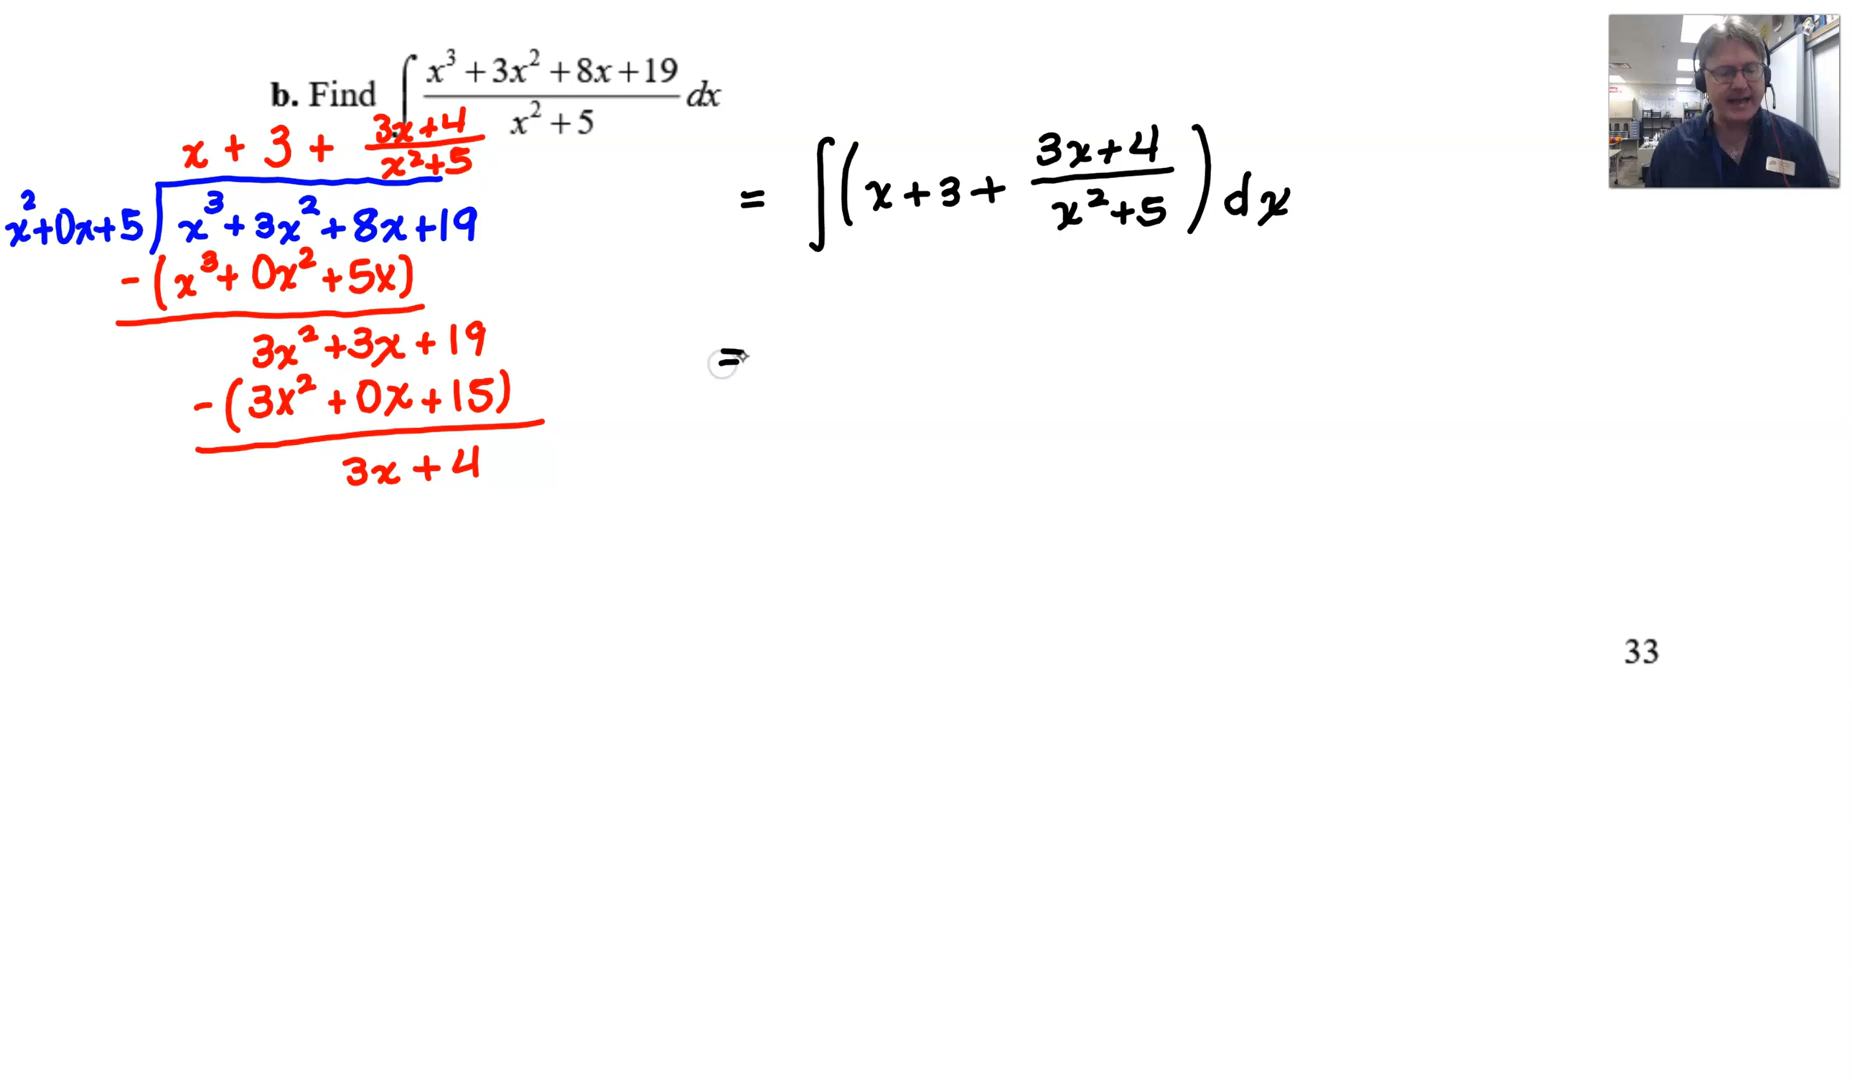 b. Find ∫ (x³ + 3x² + 8x + 19)/(x² + 5) dx
x + 3 + (3x+4)/(x²+5)
x²+0x+5 ) x³ + 3x² + 8x + 19
- (x³ + 0x² + 5x)
3x² + 3x + 19
- (3x² + 0x + 15)
3x + 4
= ∫ (x + 3 + (3x+4)/(x²+5)) dx
=
33